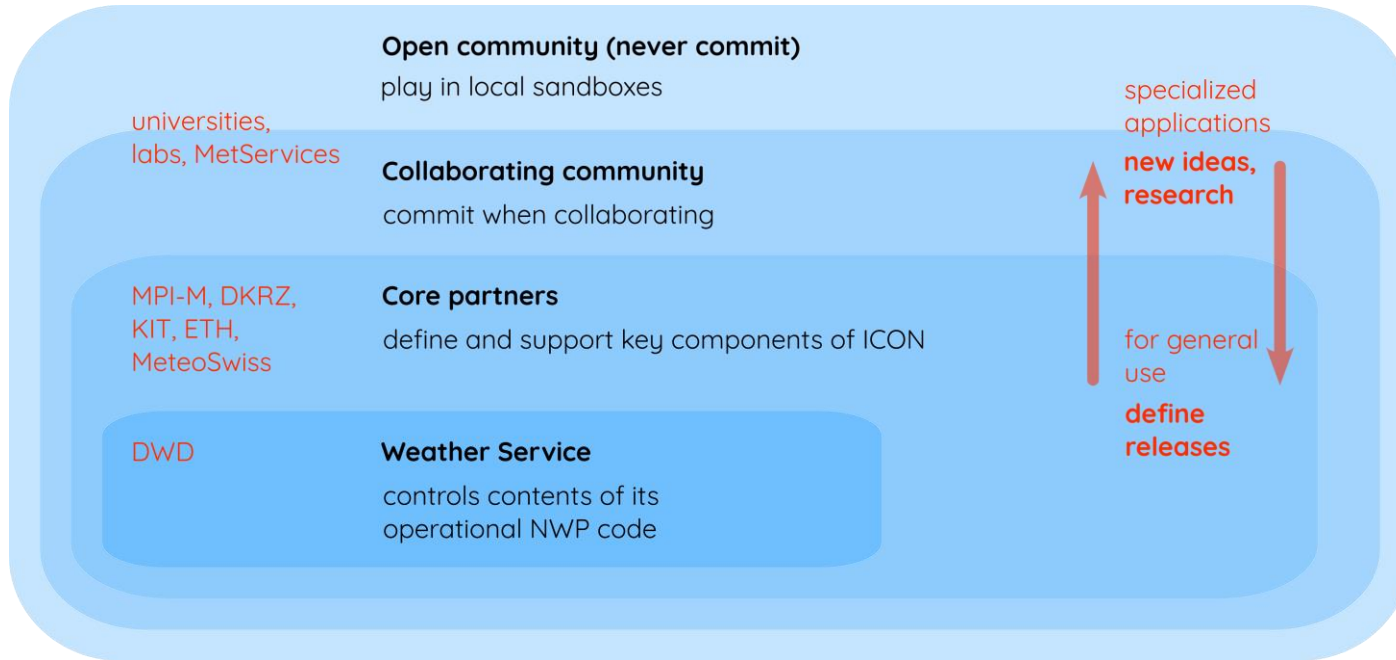 Open community (never commit)
play in local sandboxes
universities,
labs, MetServices
Collaborating community
commit when collaborating
MPI-M, DKRZ,
KIT, ETH,
MeteoSwiss
Core partners
define and support key components of ICON
DWD
Weather Service
controls contents of its
operational NWP code
specialized
applications
new ideas,
research
for general
use
define
releases